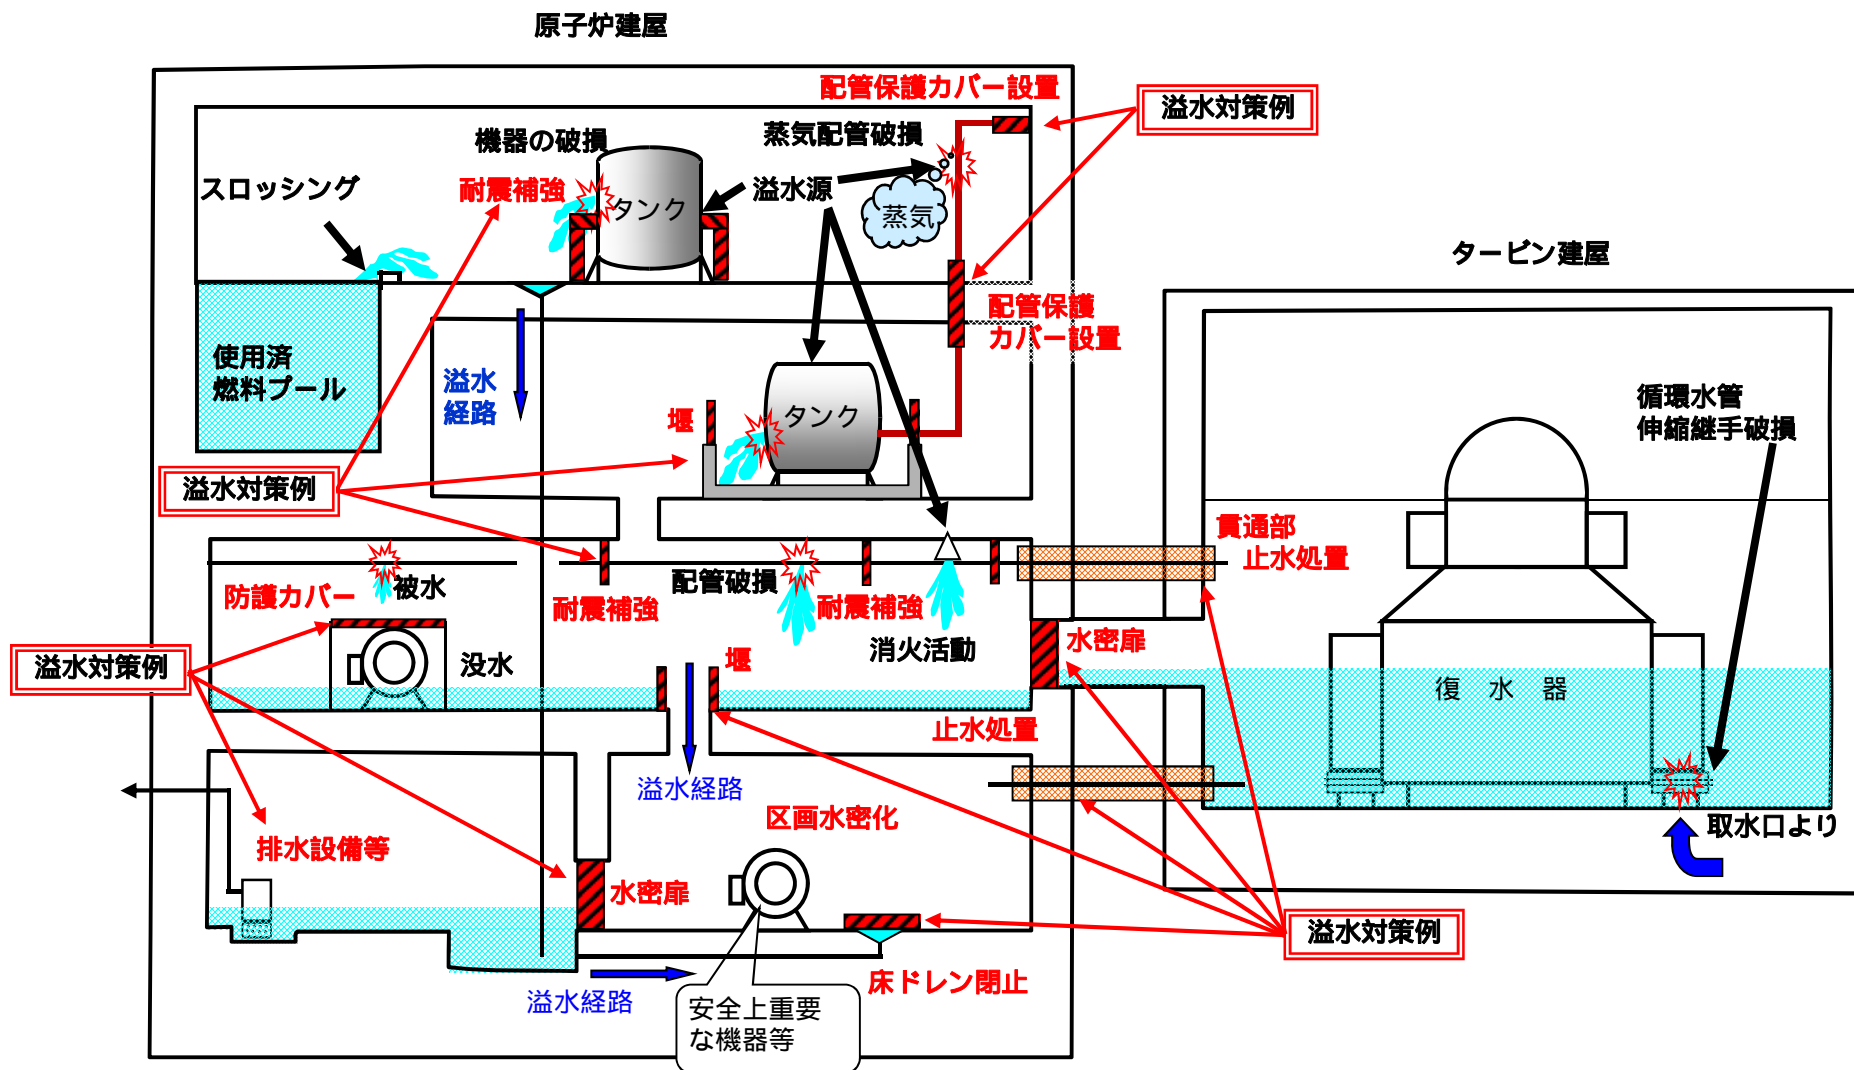 原子炉建屋
配管保護カバー設置
溢水対策例
機器の破損
蒸気配管破損
スロッシング
耐震補強
タンク
溢水源
蒸気
タービン建屋
配管保護
カバー設置
使用済
燃料プール
溢水
経路
堰
タンク
循環水管
伸縮継手破損
溢水対策例
貫通部
止水処置
防護カバー
被水
配管破損
耐震補強
耐震補強
消火活動
水密扉
溢水対策例
没水
堰
復水器
止水処置
溢水経路
区画水密化
取水口より
排水設備等
水密扉
溢水対策例
床ドレン閉止
溢水経路
安全上重要
な機器等